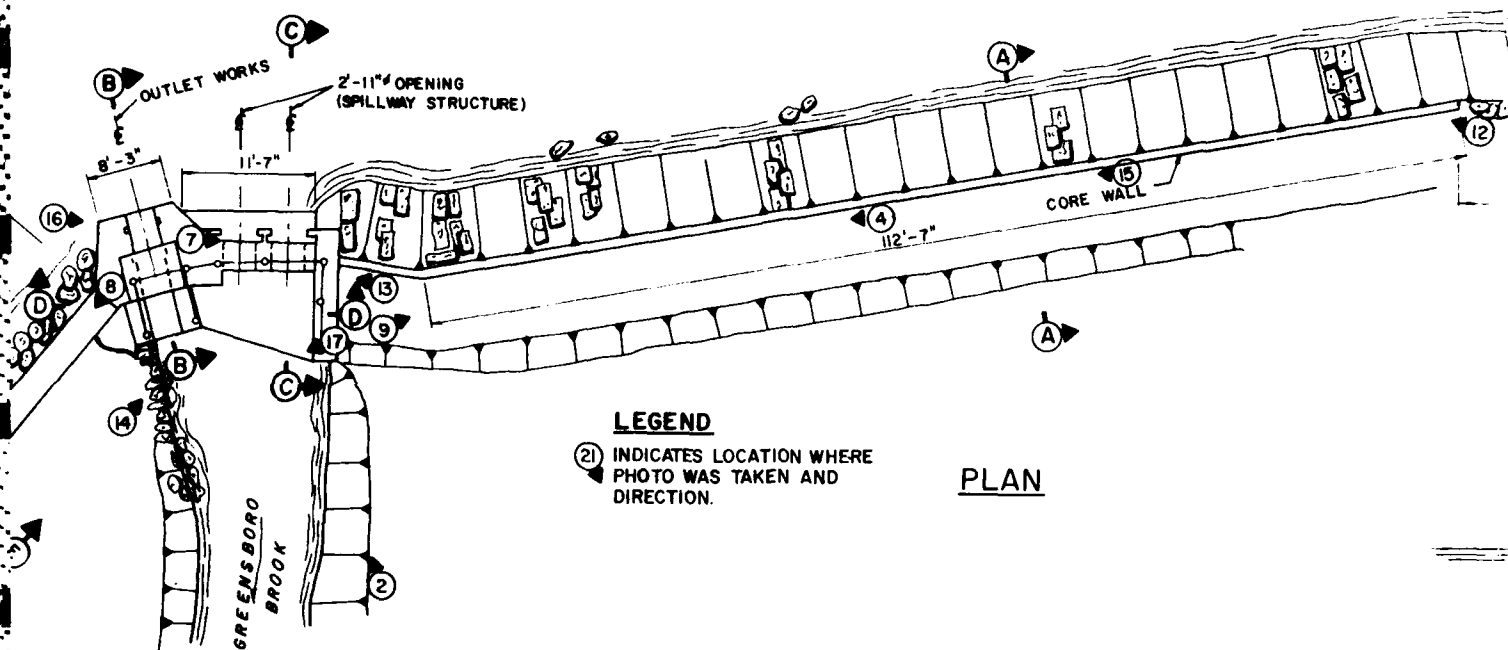 C
A
B
OUTLET WORKS
2'-11"ø OPENING
(SPILLWAY STRUCTURE)
8'-3"
11'-7"
12
15
CORE WALL
16
4
112'-7"
7
8
13
D
D
9
A
17
B
C
14
LEGEND
21 INDICATES LOCATION WHERE
PHOTO WAS TAKEN AND
DIRECTION.
PLAN
GREENSBORO
BROOK
2